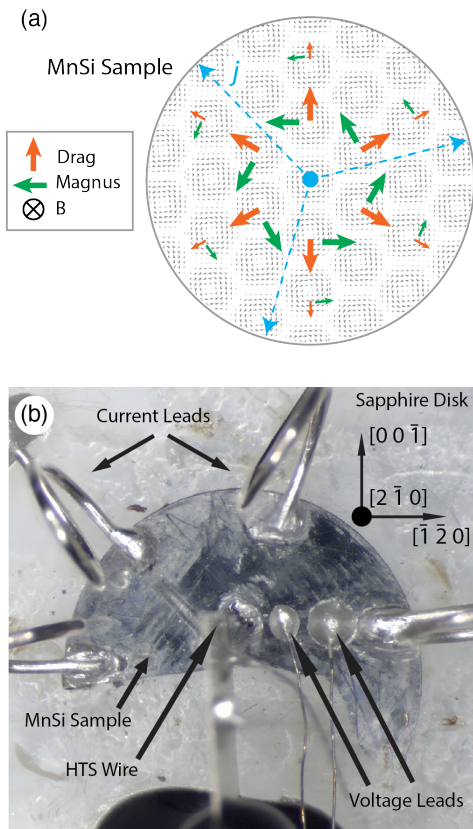 (a)
MnSi Sample
j
Drag
Magnus
B
(b)
Current Leads
Sapphire Disk
[0 0 1̄]
[2 1̄ 0]
[1̄ 2̄ 0]
MnSi Sample
HTS Wire
Voltage Leads